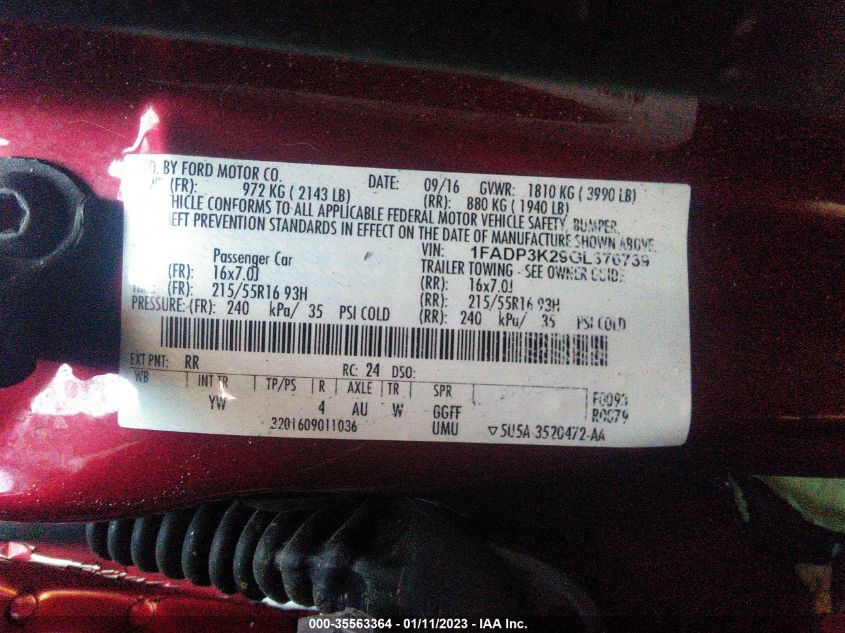 D. BY FORD MOTOR CO. DATE: 09/16 GVWR: 1810 KG ( 3990 LB)
(FR): 972 KG ( 2143 LB) (RR): 880 KG ( 1940 LB)
HICLE CONFORMS TO ALL APPLICABLE FEDERAL MOTOR VEHICLE SAFETY, BUMPER,
EFT PREVENTION STANDARDS IN EFFECT ON THE DATE OF MANUFACTURE SHOWN ABOVE.
VIN: 1FADP3K29GL376739
Passenger Car TRAILER TOWING - SEE OWNER GUIDE
(FR): 16x7.0J (RR): 16x7.0J
(FR): 215/55R16 93H (RR): 215/55R16 93H
PRESSURE: (FR): 240 kPa/ 35 PSI COLD (RR): 240 kPa/ 35 PSI COLD
EXT PNT: RR RC: 24 DSO:
WB INT TR TP/PS R AXLE TR SPR
YW 4 AU W GGFF
3201609011036 UMU ▽5U5A 3520472-AA
000-35563364 - 01/11/2023 - IAA Inc.